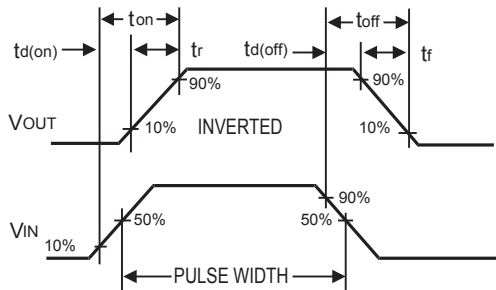 ton toff
td(on) tr td(off) tf
90% 90%
VOUT 10% INVERTED 10%
90%
VIN 10% 50% 50%
PULSE WIDTH